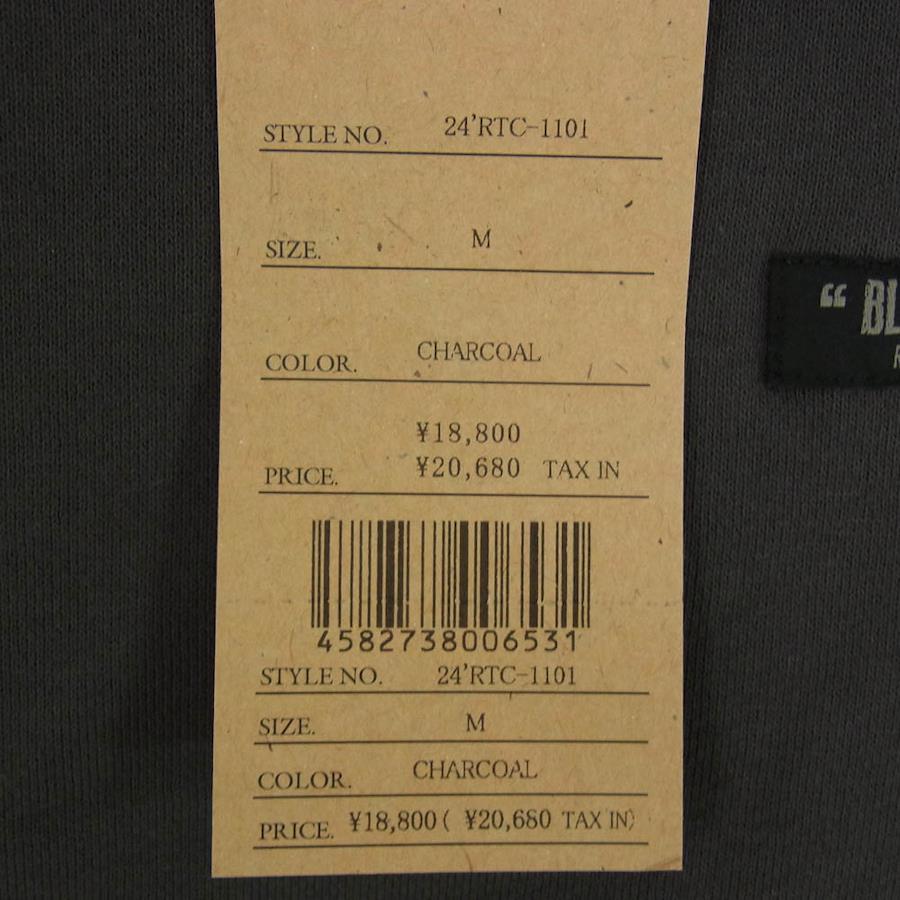 STYLE NO. 24'RTC-1101
SIZE. M
COLOR. CHARCOAL
¥18,800
PRICE. ¥20,680 TAX IN
4582738006531
STYLE NO. 24'RTC-1101
SIZE. M
COLOR. CHARCOAL
PRICE. ¥18,800( ¥20,680 TAX IN)
“ BL